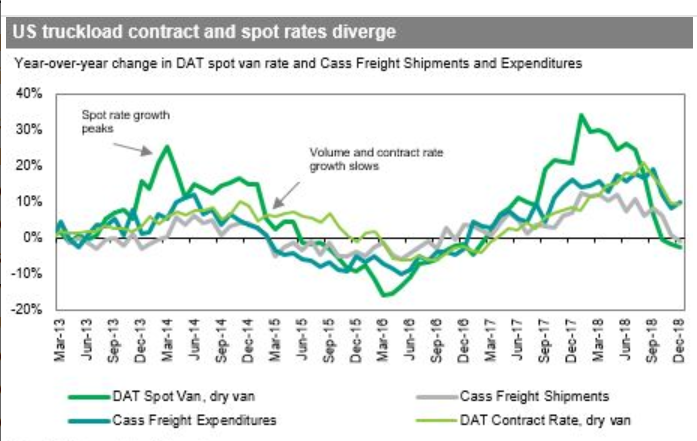 US truckload contract and spot rates diverge
Year-over-year change in DAT spot van rate and Cass Freight Shipments and Expenditures
40%
30%
20%
10%
0%
-10%
-20%
Spot rate growth
peaks
Volume and contract rate
growth slows
Mar-13
Jun-13
Sep-13
Dec-13
Mar-14
Jun-14
Sep-14
Dec-14
Mar-15
Jun-15
Sep-15
Dec-15
Mar-16
Jun-16
Sep-16
Dec-16
Mar-17
Jun-17
Sep-17
Dec-17
Mar-18
Jun-18
Sep-18
Dec-18
DAT Spot Van, dry van
Cass Freight Shipments
Cass Freight Expenditures
DAT Contract Rate, dry van